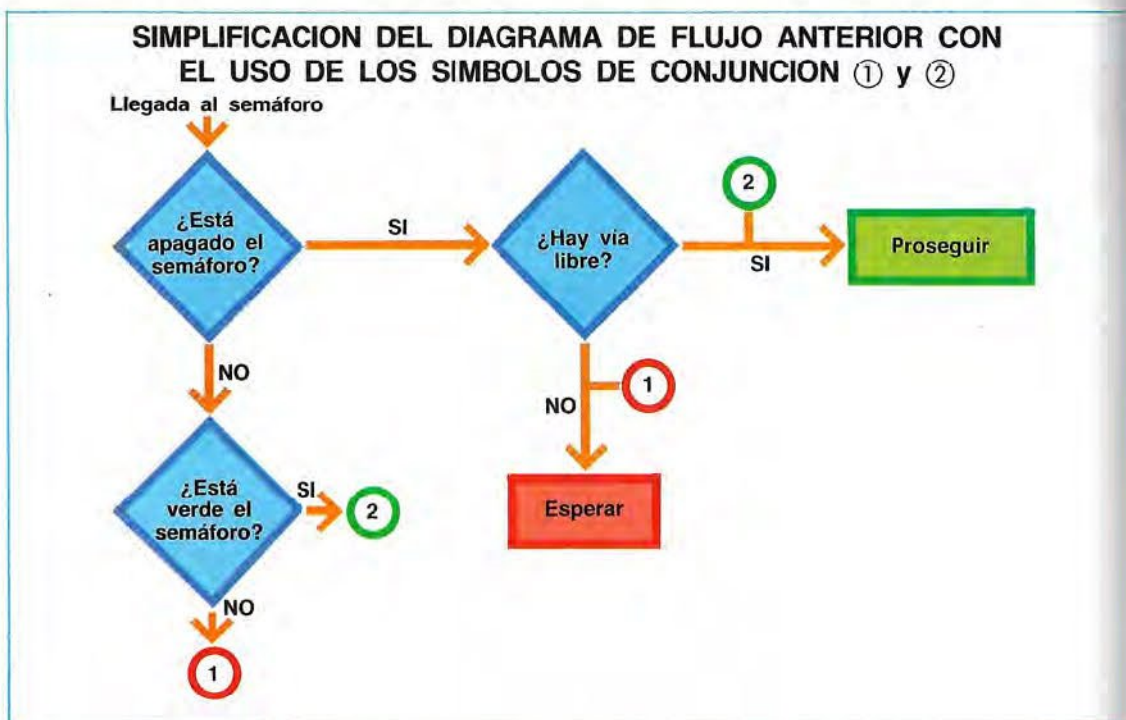 SIMPLIFICACION DEL DIAGRAMA DE FLUJO ANTERIOR CON
EL USO DE LOS SIMBOLOS DE CONJUNCION ① y ②
Llegada al semáforo
¿Está
apagado el
semáforo?
SI
¿Hay vía
libre?
2
SI
Proseguir
NO
1
NO
Esperar
¿Está
verde el
semáforo?
SI
2
NO
1